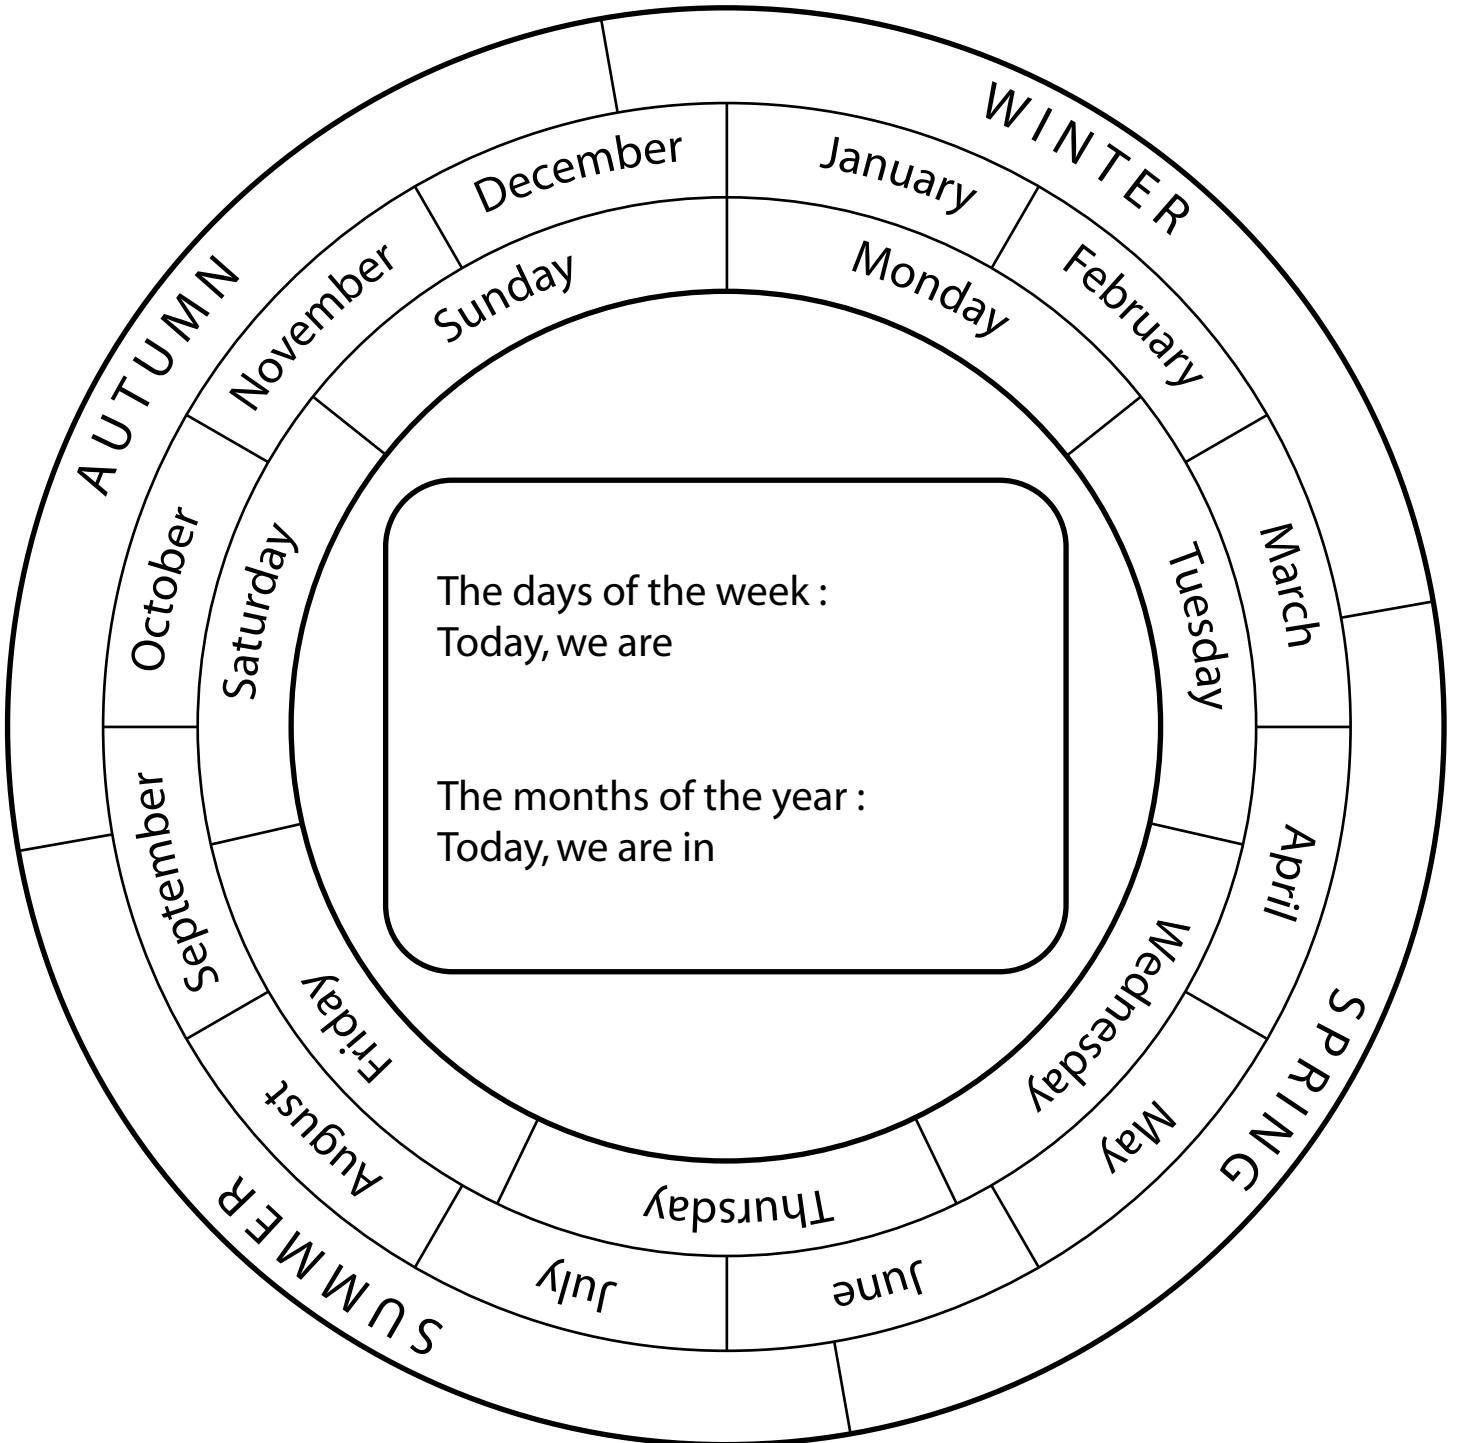 WINTER
SPRING
SUMMER
AUTUMN
January
February
March
April
May
June
July
August
September
October
November
December
Monday
Tuesday
Wednesday
Thursday
Friday
Saturday
Sunday
The days of the week :
Today, we are
The months of the year :
Today, we are in